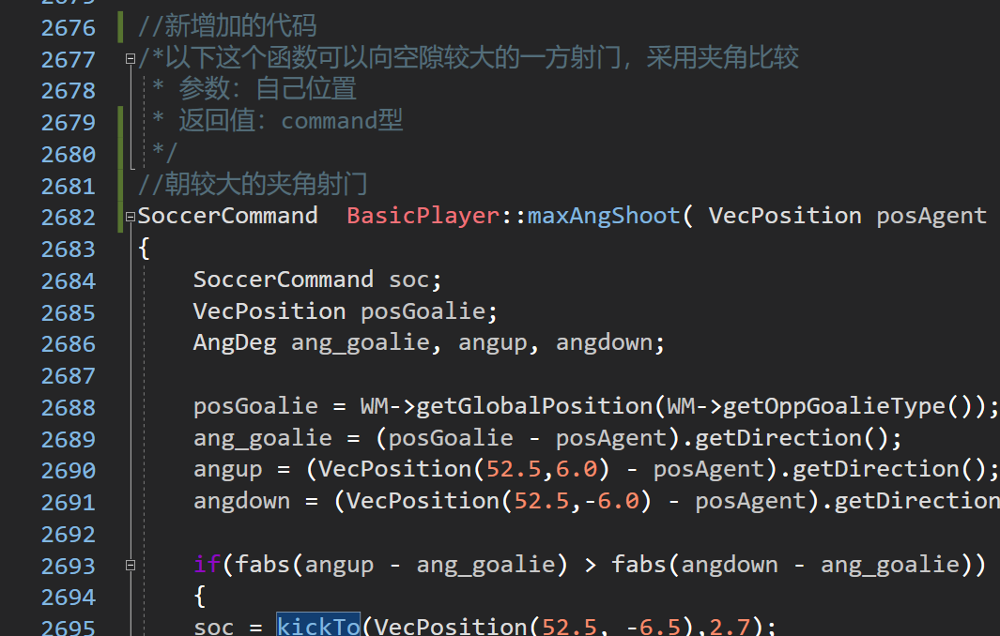 2675
2676 //新增加的代码
2677 /*以下这个函数可以向空隙较大的一方射门，采用夹角比较
2678 * 参数：自己位置
2679 * 返回值：command型
2680 */
2681 //朝较大的夹角射门
2682 SoccerCommand  BasicPlayer::maxAngShoot( VecPosition posAgent
2683 {
2684 SoccerCommand soc;
2685 VecPosition posGoalie;
2686 AngDeg ang_goalie, angup, angdown;
2687
2688 posGoalie = WM->getGlobalPosition(WM->getOppGoalieType());
2689 ang_goalie = (posGoalie - posAgent).getDirection();
2690 angup = (VecPosition(52.5,6.0) - posAgent).getDirection();
2691 angdown = (VecPosition(52.5,-6.0) - posAgent).getDirection
2692
2693 if(fabs(angup - ang_goalie) > fabs(angdown - ang_goalie))
2694 {
2695 soc = kickTo(VecPosition(52.5, -6.5),2.7);